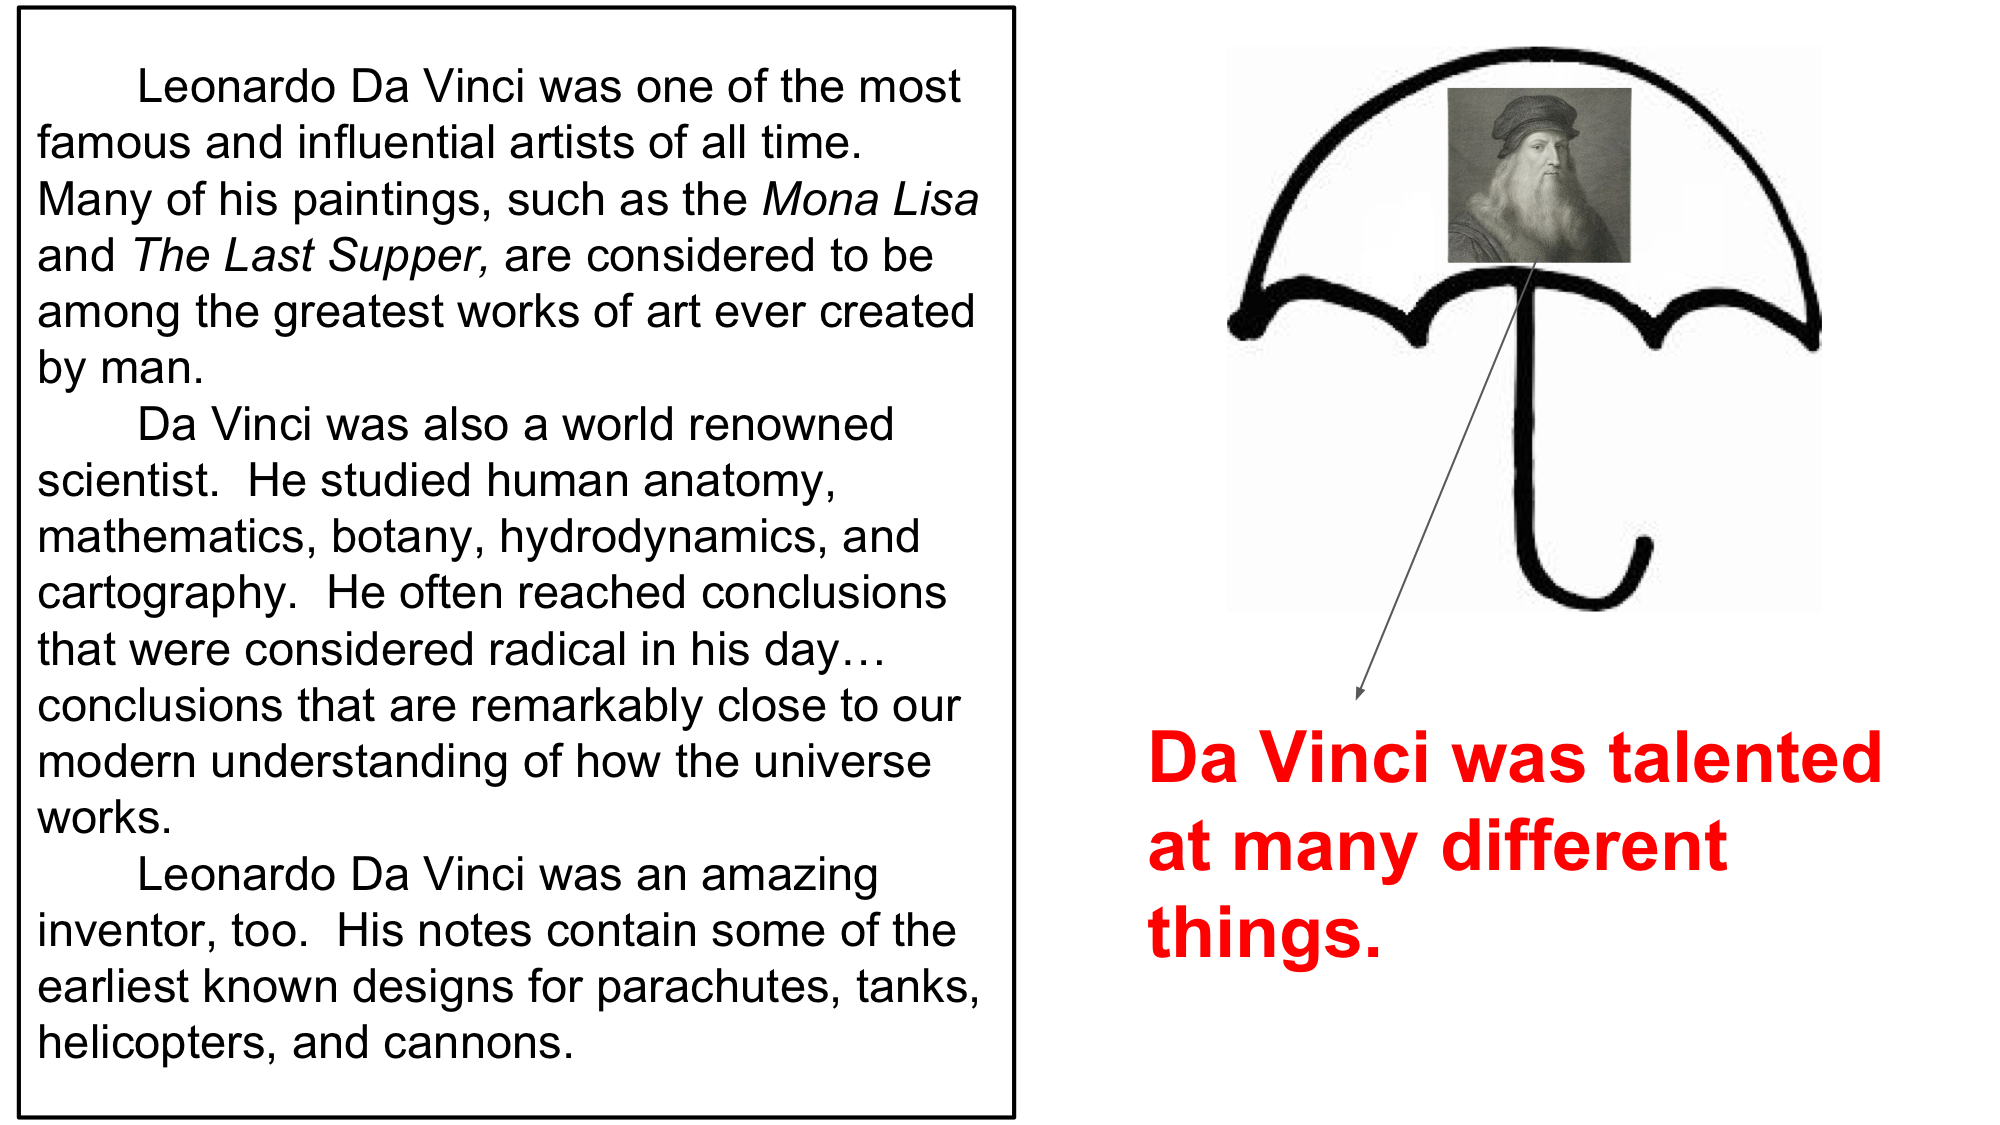 Leonardo Da Vinci was one of the most
famous and influential artists of all time.
Many of his paintings, such as the Mona Lisa
and The Last Supper, are considered to be
among the greatest works of art ever created
by man.
Da Vinci was also a world renowned
scientist.  He studied human anatomy,
mathematics, botany, hydrodynamics, and
cartography.  He often reached conclusions
that were considered radical in his day…
conclusions that are remarkably close to our
modern understanding of how the universe
works.
Leonardo Da Vinci was an amazing
inventor, too.  His notes contain some of the
earliest known designs for parachutes, tanks,
helicopters, and cannons.
Da Vinci was talented
at many different
things.